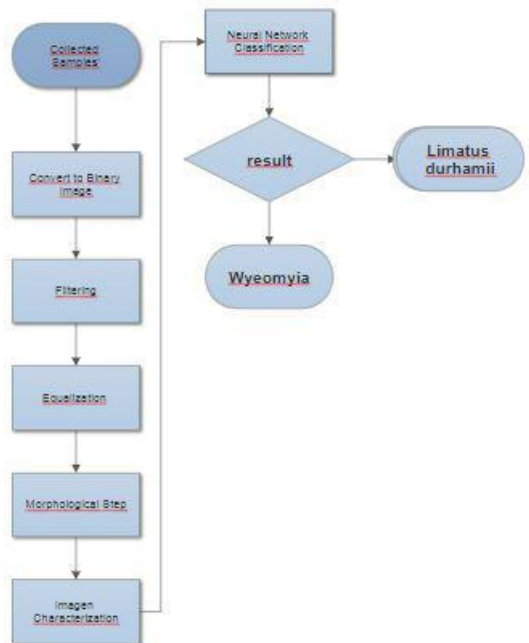 Collected
Samples'
Convert to Binary
Image
Filtering
Equalization
Morphological Step
Imagen
Characterization
Neural Network
Classification
result
Limatus
durhamii
Wyeomyia